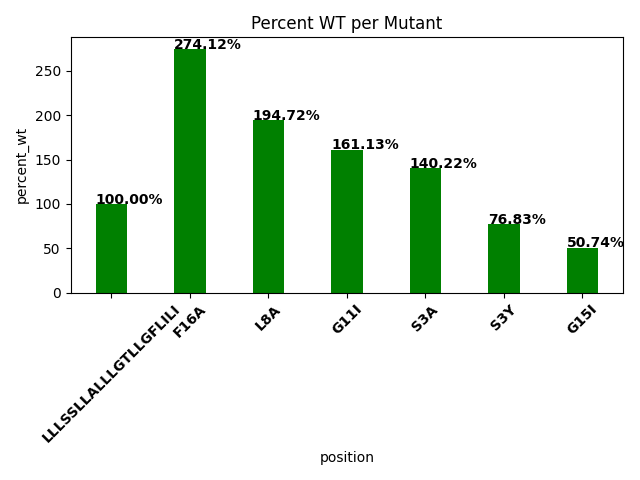 Percent WT per Mutant
percent_wt
250
200
150
100
50
0
100.00%
274.12%
194.72%
161.13%
140.22%
76.83%
50.74%
LLLSSLLALLLGTLLGFLILI
F16A
L8A
G11I
S3A
S3Y
G15I
position